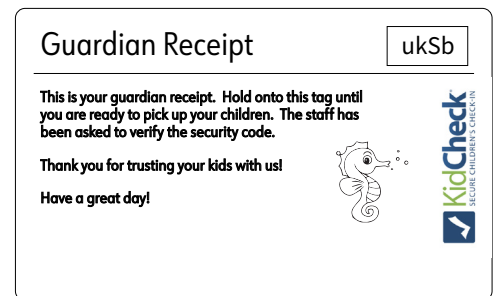 Guardian Receipt
ukSb
This is your guardian receipt.  Hold onto this tag until
you are ready to pick up your children.  The staff has
been asked to verify the security code.
Thank you for trusting your kids with us!
Have a great day!
KidCheck®
SECURE CHILDREN'S CHECK-IN